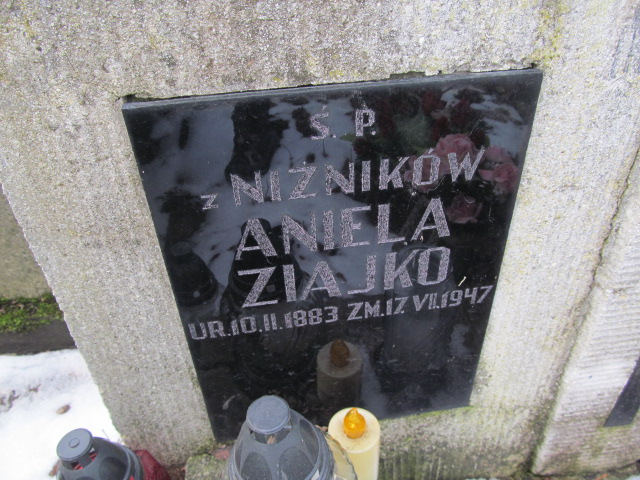 Ś. P.
z NIŻNIKÓW
ANIELA
ZIAJKO
UR.10.II.1883 ZM.17.VII.1947